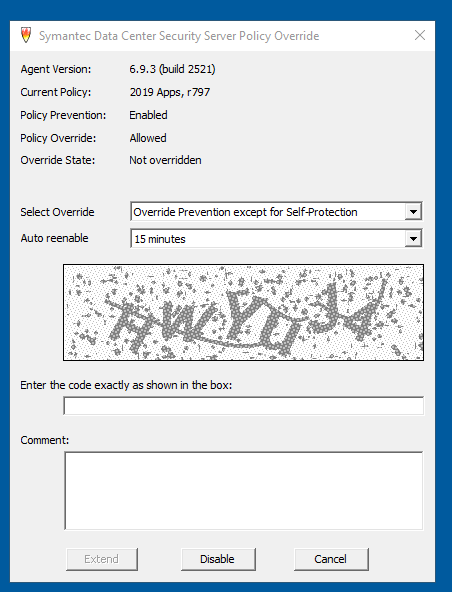 Symantec Data Center Security Server Policy Override
Agent Version: 6.9.3 (build 2521)
Current Policy: 2019 Apps, r797
Policy Prevention: Enabled
Policy Override: Allowed
Override State: Not overridden
Select Override Override Prevention except for Self-Protection
Auto reenable 15 minutes
Enter the code exactly as shown in the box:
Comment:
Extend Disable Cancel